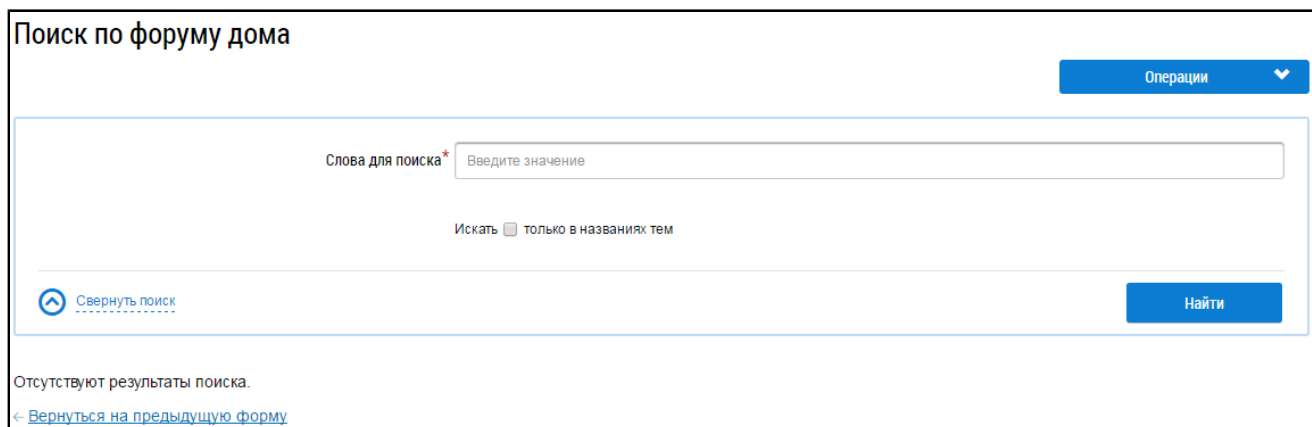 Поиск по форуму дома
Операции
Слова для поиска* Введите значение
Искать только в названиях тем
Свернуть поиск Найти
Отсутствуют результаты поиска.
← Вернуться на предыдущую форму